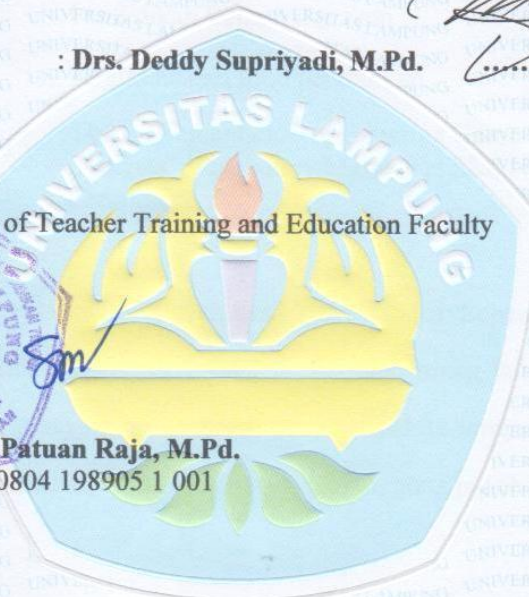 : Drs. Deddy Supriyadi, M.Pd. (......
UNIVERSITAS LAMPUNG
of Teacher Training and Education Faculty
Patuan Raja, M.Pd.
0804 198905 1 001